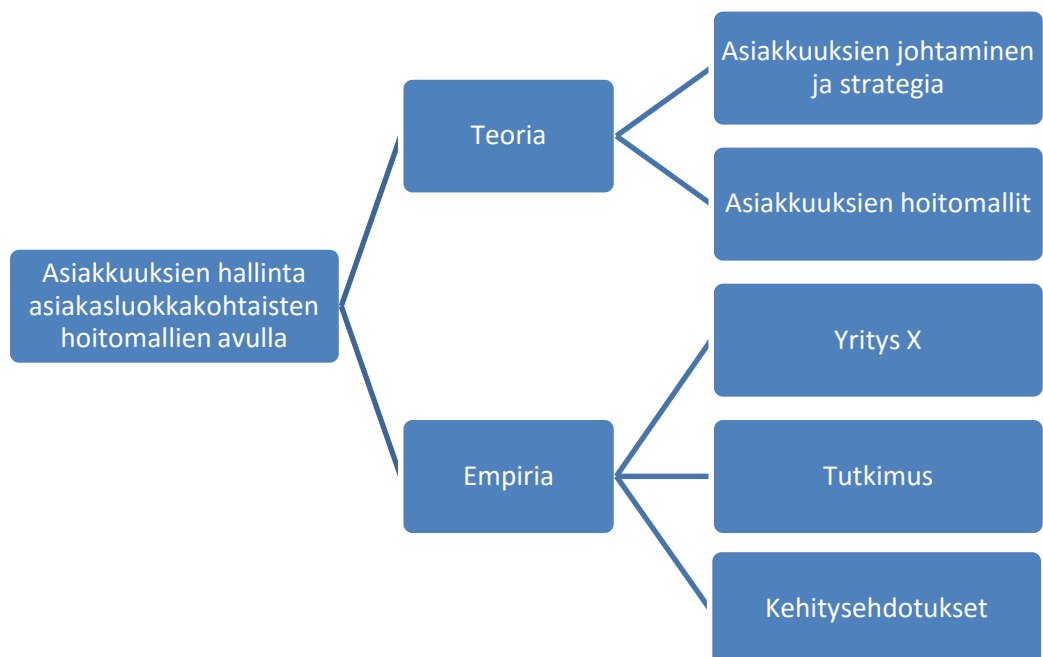 Asiakkuuksien hallinta
asiakasluokkakohtaisten
hoitomallien avulla
Teoria
Asiakkuuksien johtaminen
ja strategia
Asiakkuuksien hoitomallit
Empiria
Yritys X
Tutkimus
Kehitysehdotukset